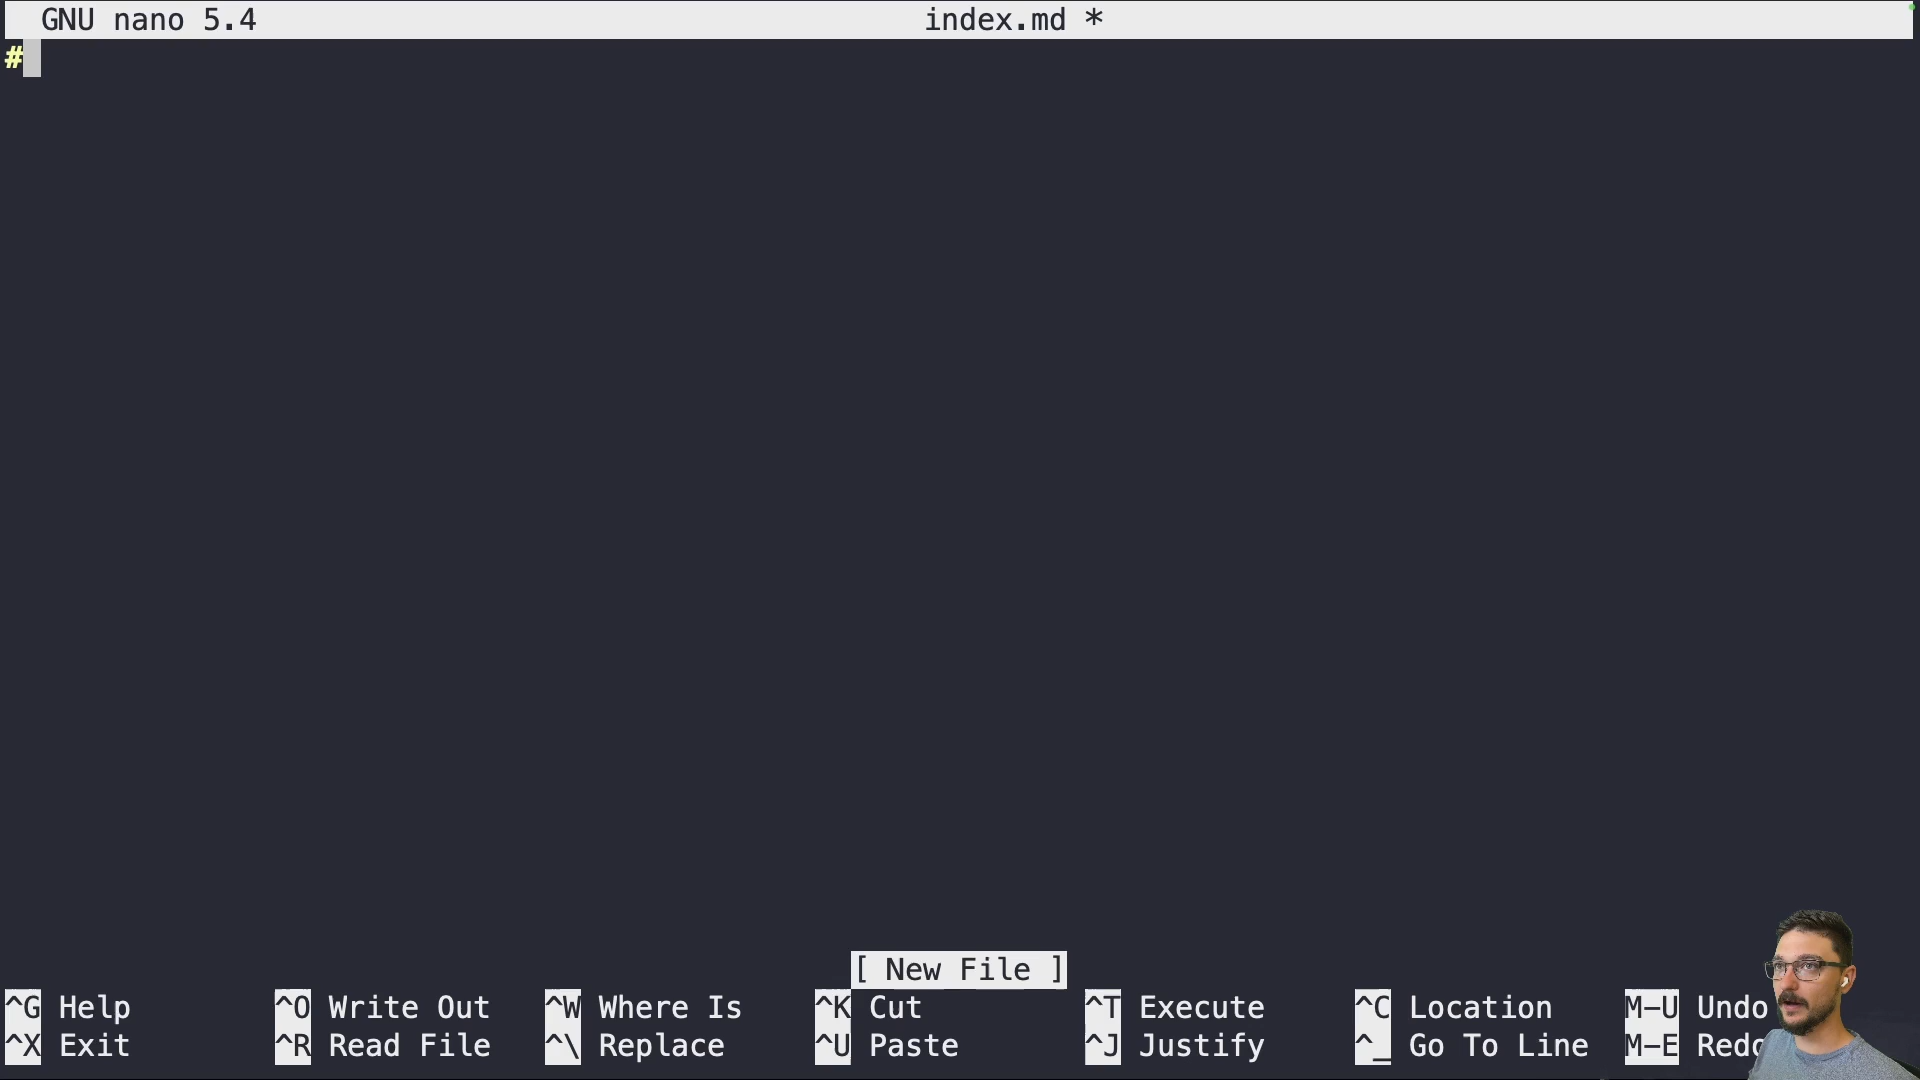 GNU nano 5.4 index.md *
#
[ New File ]
^G Help ^O Write Out ^W Where Is ^K Cut ^T Execute ^C Location M-U Undo
^X Exit ^R Read File ^\ Replace ^U Paste ^J Justify ^_ Go To Line M-E Redo